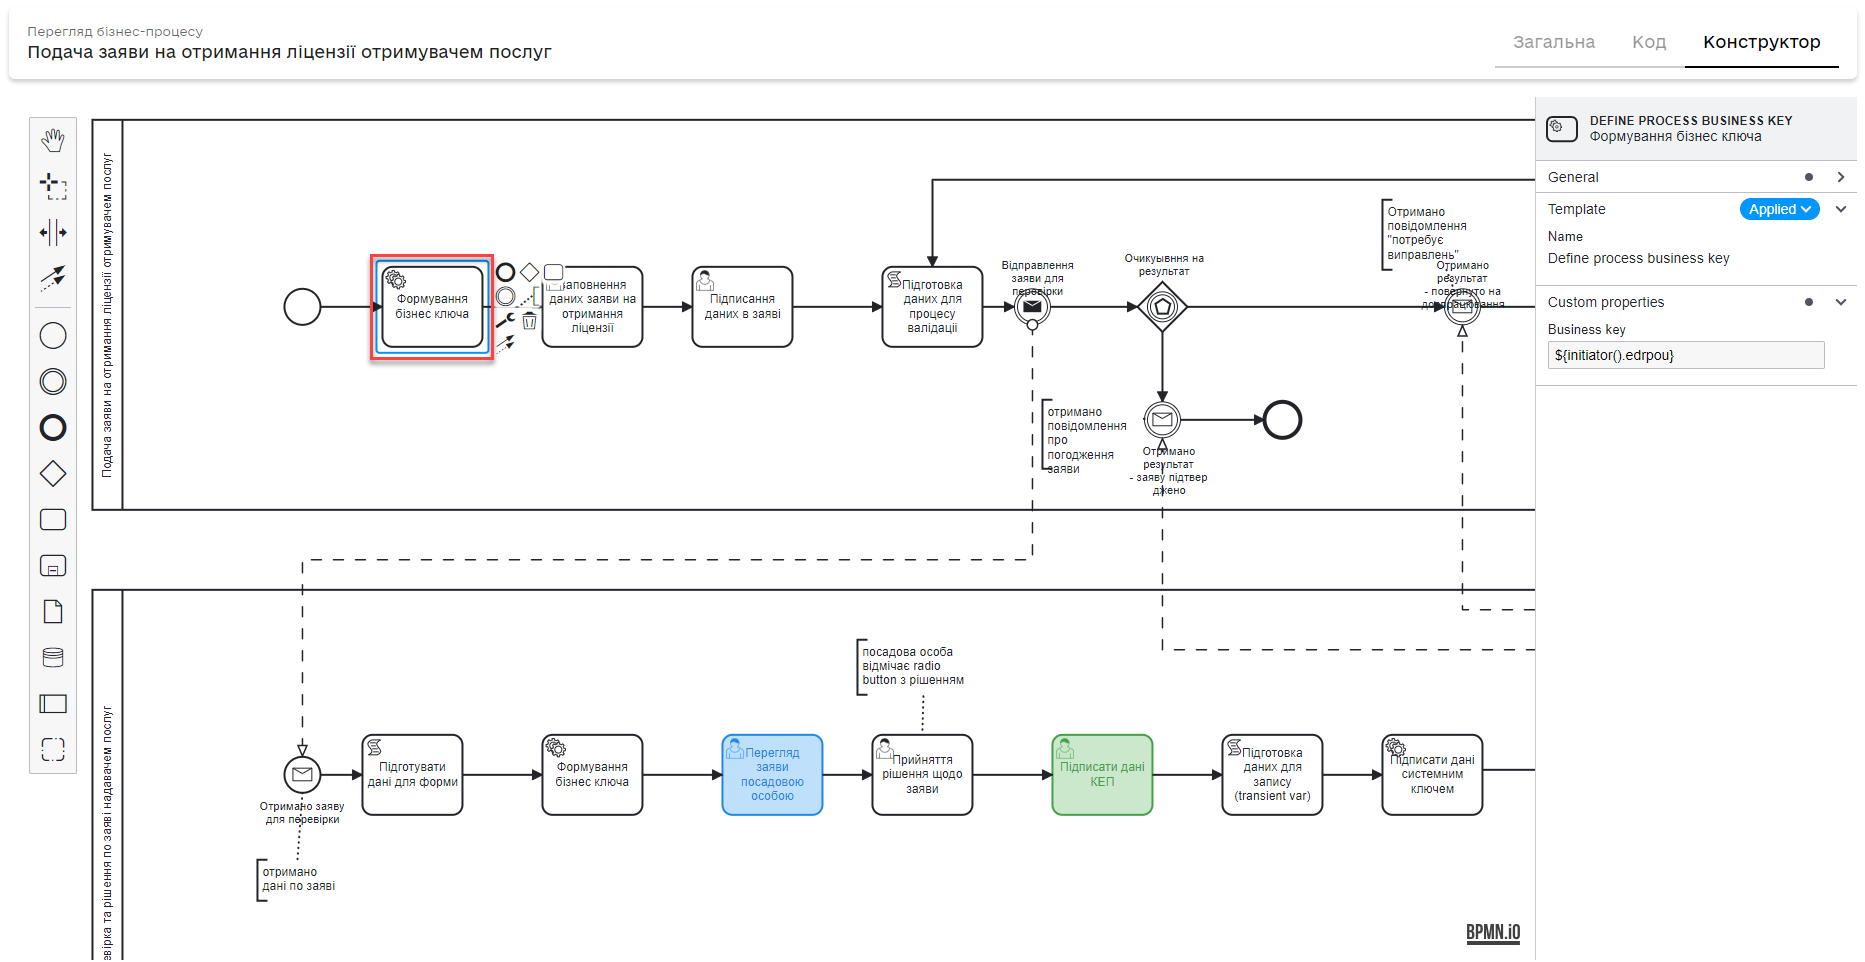 Перегляд бізнес-процесу
Подача заяви на отримання ліцензії отримувачем послуг
Загальна
Код
Конструктор
DEFINE PROCESS BUSINESS KEY
Формування бізнес ключа
General
Template
Applied
Name
Define process business key
Custom properties
Business key
${initiator().edrpou}
Подача заяви на отримання ліцензії отримувачем послуг
Формування
бізнес ключа
даних заяви на
отримання
ліцензії
Підписання
даних в заяві
Підготовка
даних для
процесу
валідації
Відправлення
заяви для
перевірки
Очикуывння на
результат
Отримано
повідомлення
"потребує
виправлень"
Отримано
результат
- повернуто на
доопрацювання
отримано
повідомлення
про
погодження
заяви
Отримано
результат
- заяву підтвер
джено
евірка та рішення по заяві надавачем послуг
посадова особа
відмічає radio
button з рішенням
Отримано заяву
для перевірки
Підготувати
дані для форми
Формування
бізнес ключа
Перегляд
заяви
посадовою
особою
Прийняття
рішення щодо
заяви
Підписати дані
КЕП
Підготовка
даних для
запису
(transient var)
Підписати дані
системним
ключем
отримано
дані по заяві
BPMN.iO